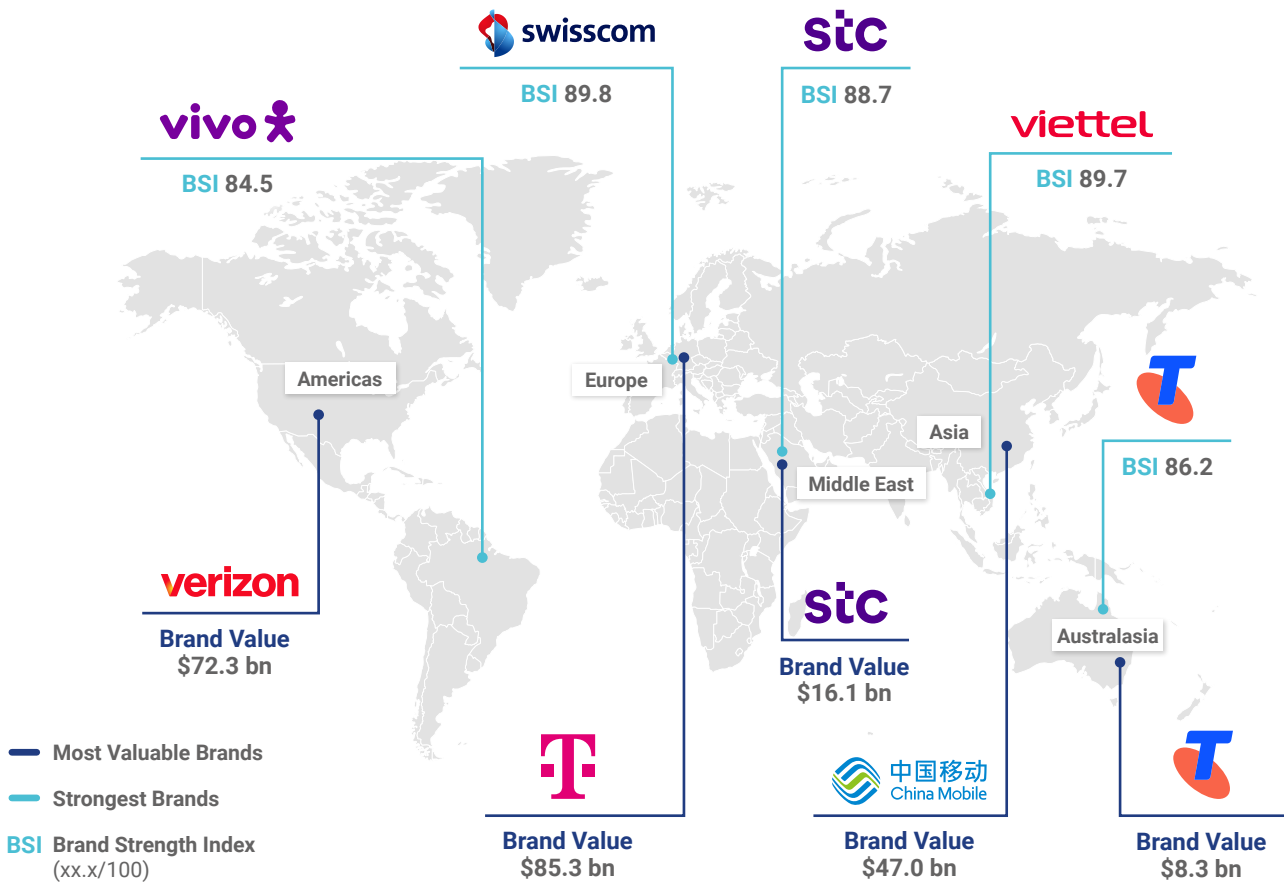 swisscom
BSI 89.8
stc
BSI 88.7
vivo
BSI 84.5
viettel
BSI 89.7
Americas
Europe
Asia
Middle East
T
BSI 86.2
Australasia
verizon
Brand Value
$72.3 bn
stc
Brand Value
$16.1 bn
T
Brand Value
$85.3 bn
中国移动
China Mobile
Brand Value
$47.0 bn
T
Brand Value
$8.3 bn
Most Valuable Brands
Strongest Brands
BSI Brand Strength Index
(xx.x/100)